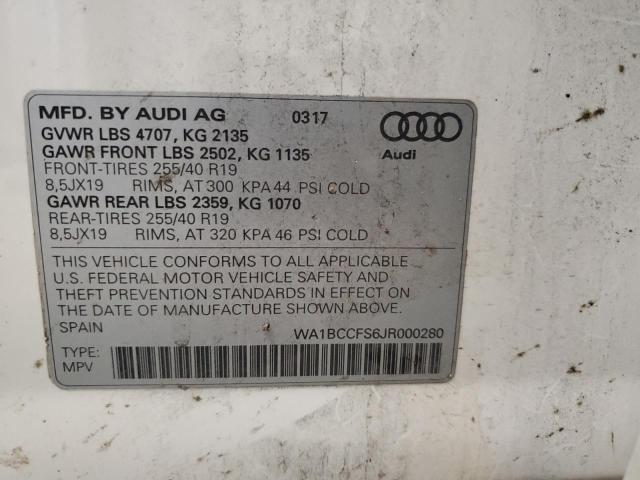 MFD. BY AUDI AG 0317
GVWR LBS 4707, KG 2135
GAWR FRONT LBS 2502, KG 1135
FRONT-TIRES 255/40 R19
8,5JX19 RIMS, AT 300 KPA 44 PSI COLD
GAWR REAR LBS 2359, KG 1070
REAR-TIRES 255/40 R19
8,5JX19 RIMS, AT 320 KPA 46 PSI COLD
Audi
THIS VEHICLE CONFORMS TO ALL APPLICABLE
U.S. FEDERAL MOTOR VEHICLE SAFETY AND
THEFT PREVENTION STANDARDS IN EFFECT ON
THE DATE OF MANUFACTURE SHOWN ABOVE.
SPAIN WA1BCCFS6JR000280
TYPE:
MPV